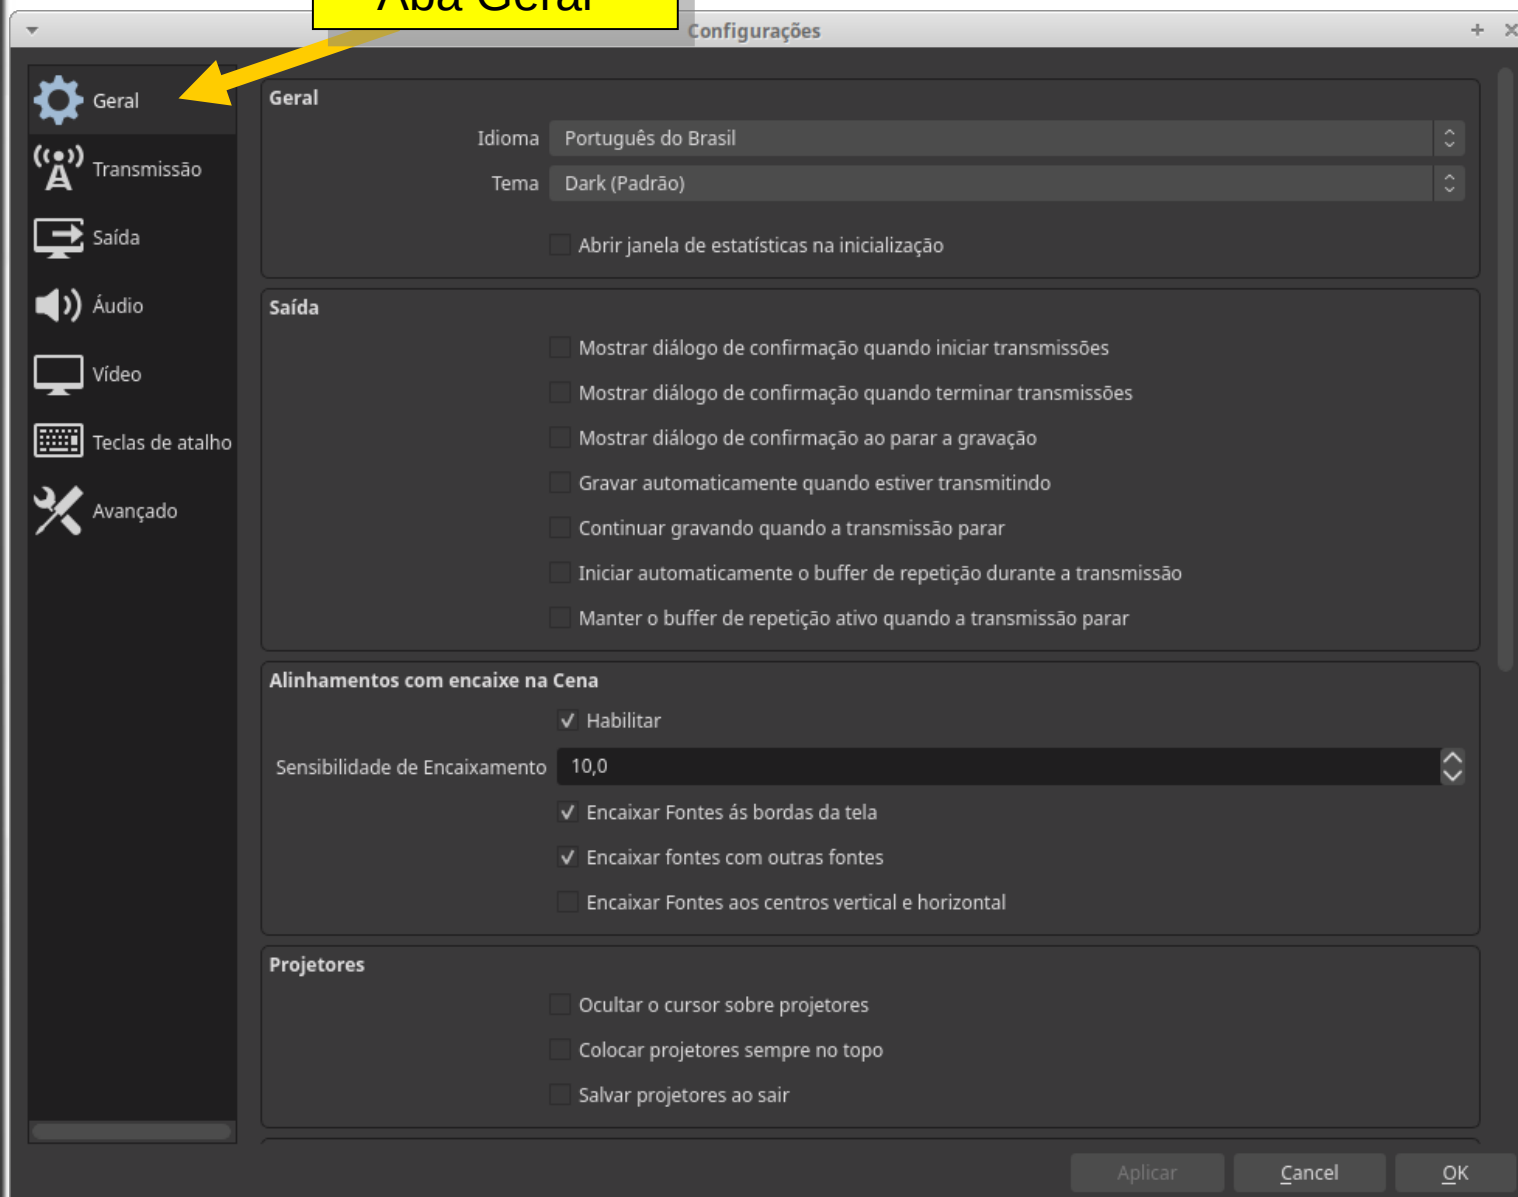 Aba Geral
Configurações
Geral
Transmissão
Saída
Áudio
Vídeo
Teclas de atalho
Avançado
Geral
Idioma Português do Brasil
Tema Dark (Padrão)
Abrir janela de estatísticas na inicialização
Saída
Mostrar diálogo de confirmação quando iniciar transmissões
Mostrar diálogo de confirmação quando terminar transmissões
Mostrar diálogo de confirmação ao parar a gravação
Gravar automaticamente quando estiver transmitindo
Continuar gravando quando a transmissão parar
Iniciar automaticamente o buffer de repetição durante a transmissão
Manter o buffer de repetição ativo quando a transmissão parar
Alinhamentos com encaixe na Cena
Habilitar
Sensibilidade de Encaixamento 10,0
Encaixar Fontes ás bordas da tela
Encaixar fontes com outras fontes
Encaixar Fontes aos centros vertical e horizontal
Projetores
Ocultar o cursor sobre projetores
Colocar projetores sempre no topo
Salvar projetores ao sair
Aplicar Cancel OK